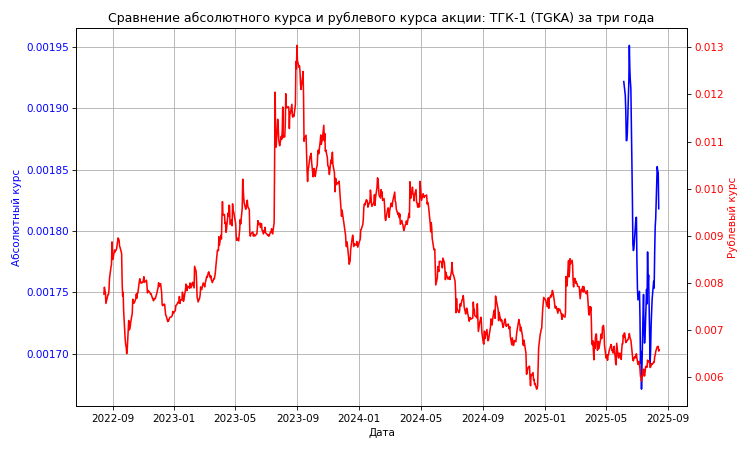 Сравнение абсолютного курса и рублевого курса акции: ТГК-1 (TGKA) за три года
Абсолютный курс
0.00195
0.00190
0.00185
0.00180
0.00175
0.00170
0.013
0.012
0.011
0.010
0.009
0.008
0.007
0.006
Рублевый курс
2022-09 2023-01 2023-05 2023-09 2024-01 2024-05 2024-09 2025-01 2025-05 2025-09
Дата